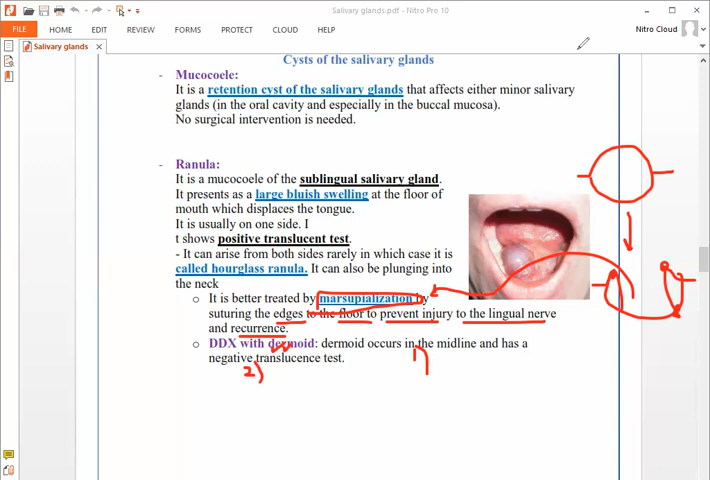 Salivary glands.pdf - Nitro Pro 10
FILE HOME EDIT REVIEW FORMS PROTECT CLOUD HELP Nitro Cloud
Salivary glands
Cysts of the salivary glands
- Mucocoele:
It is a retention cyst of the salivary glands that affects either minor salivary
glands (in the oral cavity and especially in the buccal mucosa).
No surgical intervention is needed.
- Ranula:
It is a mucocoele of the sublingual salivary gland.
It presents as a large bluish swelling at the floor of
mouth which displaces the tongue.
It is usually on one side. I
t shows positive translucent test.
- It can arise from both sides rarely in which case it is
called hourglass ranula. It can also be plunging into
the neck
o It is better treated by marsupialization by
suturing the edges to the floor to prevent injury to the lingual nerve
and recurrence.
o DDX with dermoid: dermoid occurs in the midline and has a
negative translucence test.
1)
2)